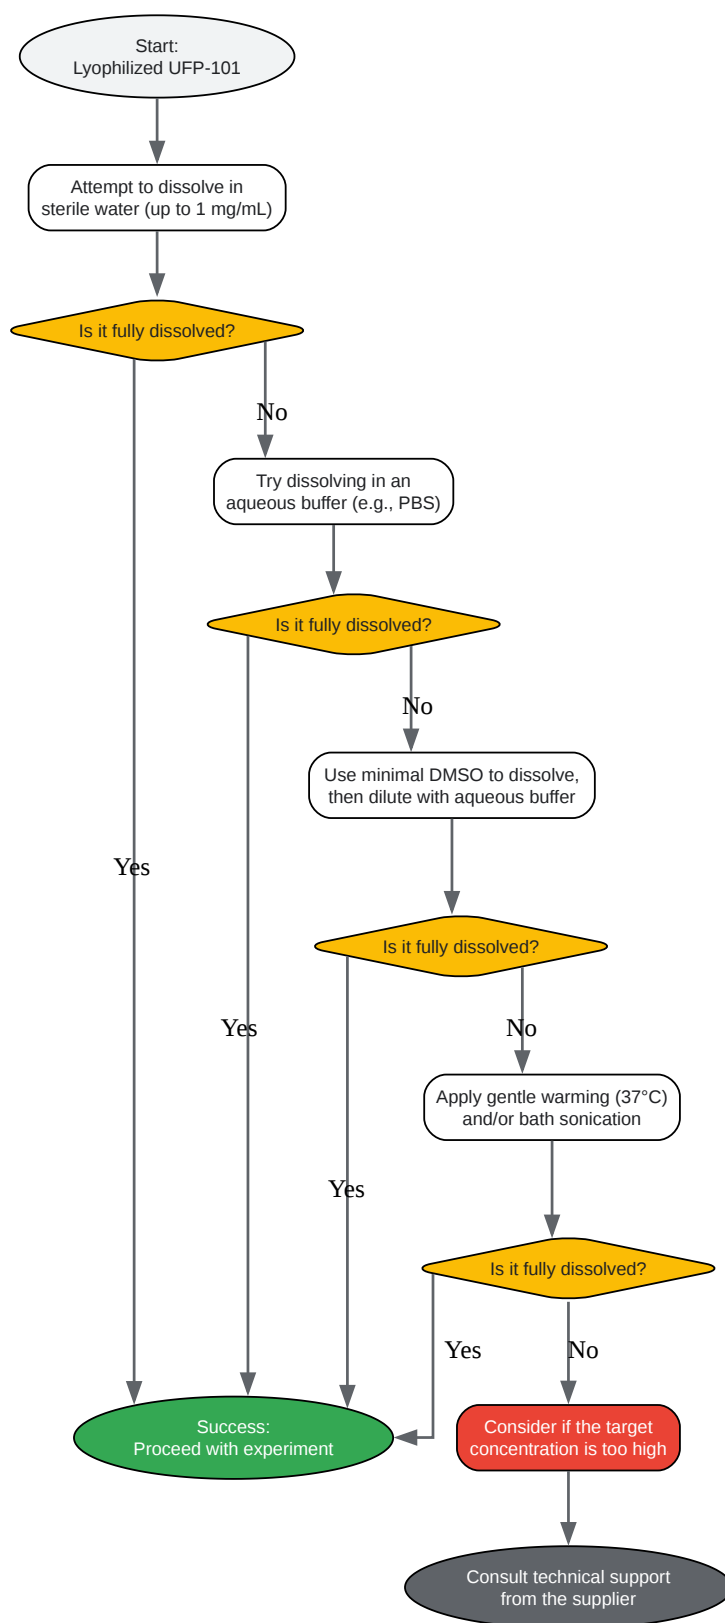 Start:
Lyophilized UFP-101
Attempt to dissolve in
sterile water (up to 1 mg/mL)
Is it fully dissolved?
No
Try dissolving in an
aqueous buffer (e.g., PBS)
Is it fully dissolved?
No
Use minimal DMSO to dissolve,
then dilute with aqueous buffer
Yes
Is it fully dissolved?
Yes
No
Apply gentle warming (37°C)
and/or bath sonication
Yes
Is it fully dissolved?
Yes
No
Success:
Proceed with experiment
Consider if the target
concentration is too high
Consult technical support
from the supplier